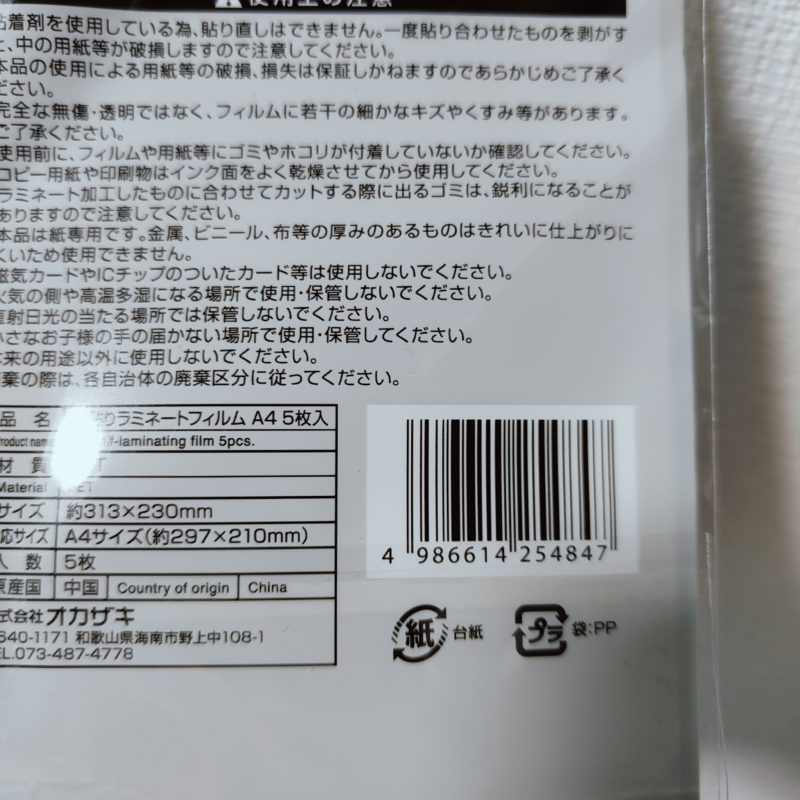 使用上の注意
粘着剤を使用している為、貼り直しはできません。一度貼り合わせたものを剥がす
と、中の用紙等が破損しますので注意してください。
本品の使用による用紙等の破損、損失は保証しかねますのであらかじめご了承く
ださい。
完全な無傷・透明ではなく、フィルムに若干の細かなキズやくすみ等があります。
ご了承ください。
使用前に、フィルムや用紙等にゴミやホコリが付着していないか確認してください。
コピー用紙や印刷物はインク面をよく乾燥させてから使用してください。
ラミネート加工したものに合わせてカットする際に出るゴミは、鋭利になることが
ありますので注意してください。
本品は紙専用です。金属、ビニール、布等の厚みのあるものはきれいに仕上がりに
くいため使用できません。
磁気カードやICチップのついたカード等は使用しないでください。
火気の側や高温多湿になる場所で使用・保管しないでください。
直射日光の当たる場所では保管しないでください。
小さなお子様の手の届かない場所で使用・保管してください。
本来の用途以外に使用しないでください。
廃棄の際は、各自治体の廃棄区分に従ってください。
品 名 りラミネートフィルム A4 5枚入
Product name f-laminating film 5pcs.
材 質
Material PET
サイズ 約313×230mm
対応サイズ A4サイズ(約297×210mm)
入 数 5枚
原産国 中国 Country of origin China
株式会社オカザキ
640-1171 和歌山県海南市野上中108-1
TEL.073-487-4778
4 986614 254847
紙 台紙
プラ 袋:PP